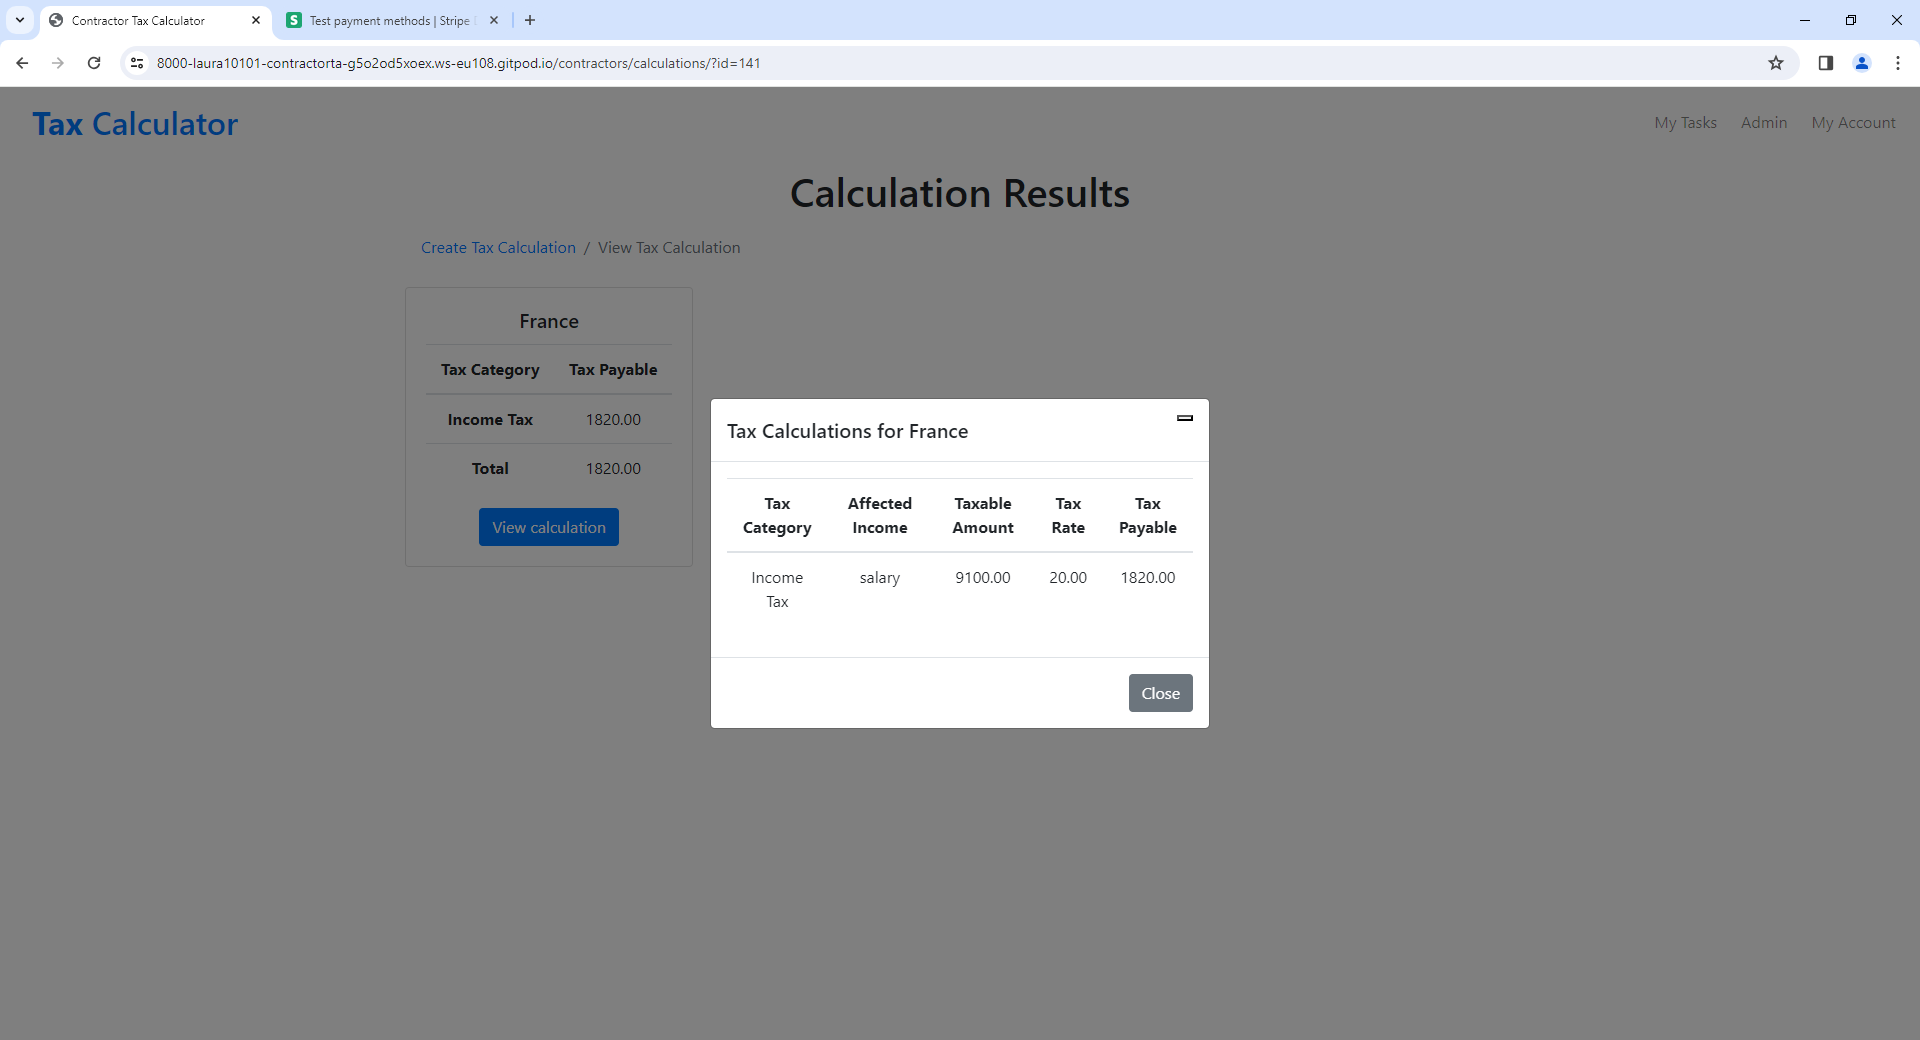 Contractor Tax Calculator
Test payment methods | Stripe
8000-laura10101-contractorta-g5o2od5xoex.ws-eu108.gitpod.io/contractors/calculations/?id=141
Tax Calculator
My Tasks Admin My Account
Calculation Results
Create Tax Calculation / View Tax Calculation
France
Tax Category Tax Payable
Income Tax 1820.00
Total 1820.00
View calculation
Tax Calculations for France
Tax Affected Taxable Tax Tax
Category Income Amount Rate Payable
Income salary 9100.00 20.00 1820.00
Tax
Close